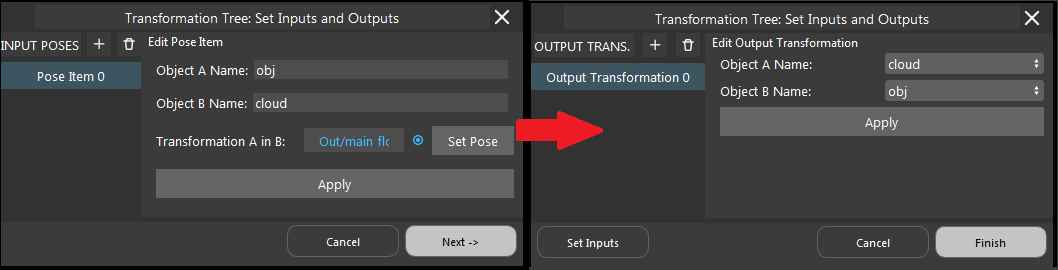 Transformation Tree: Set Inputs and Outputs
INPUT POSES
Edit Pose Item
Pose Item 0
Object A Name: obj
Object B Name: cloud
Transformation A in B: Out/main flo Set Pose
Apply
Cancel Next ->
Transformation Tree: Set Inputs and Outputs
OUTPUT TRANS.
Edit Output Transformation
Output Transformation 0
Object A Name: cloud
Object B Name: obj
Apply
Set Inputs Cancel Finish